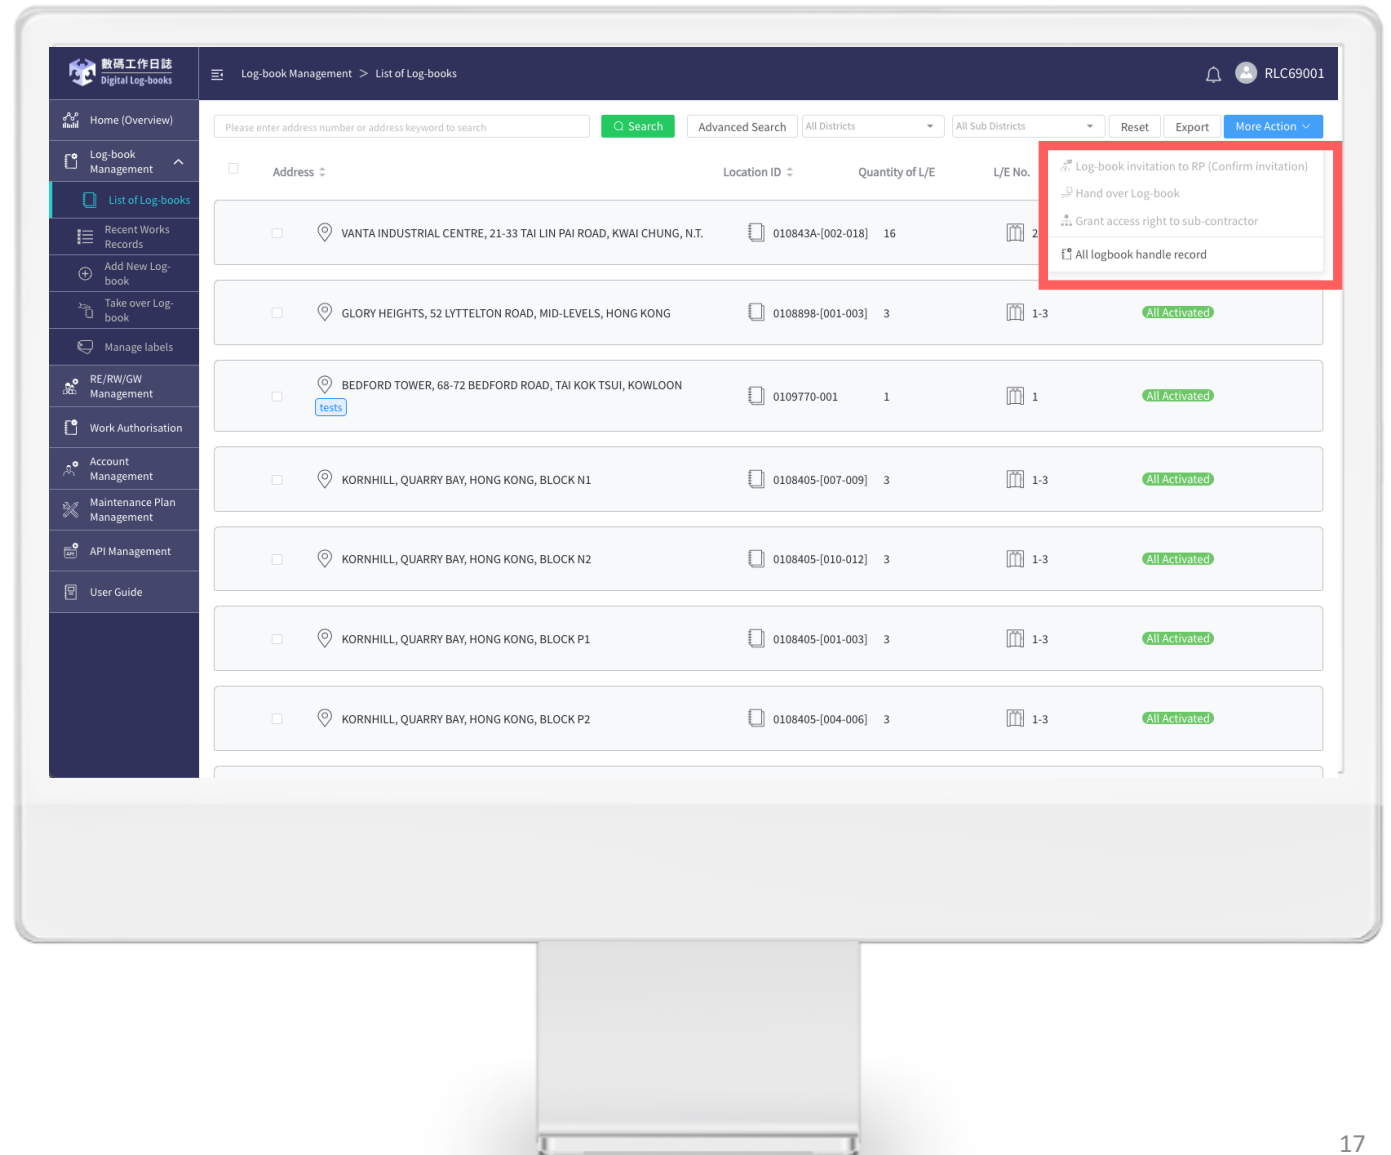 數碼工作日誌
Digital Log-books
Log-book Management > List of Log-books
RLC69001
Home (Overview)
Log-book
Management
List of Log-books
Recent Works
Records
Add New Log-
book
Take over Log-
book
Manage labels
RE/RW/GW
Management
Work Authorisation
Account
Management
Maintenance Plan
Management
API Management
User Guide
Please enter address number or address keyword to search
Search
Advanced Search
All Districts
All Sub Districts
Reset
Export
More Action
Log-book invitation to RP (Confirm invitation)
Hand over Log-book
Grant access right to sub-contractor
All logbook handle record
Address Location ID Quantity of L/E L/E No.
VANTA INDUSTRIAL CENTRE, 21-33 TAI LIN PAI ROAD, KWAI CHUNG, N.T. 010843A-[002-018] 16 2
GLORY HEIGHTS, 52 LYTTELTON ROAD, MID-LEVELS, HONG KONG 0108898-[001-003] 3 1-3 All Activated
BEDFORD TOWER, 68-72 BEDFORD ROAD, TAI KOK TSUI, KOWLOON
tests
0109770-001 1 1 All Activated
KORNHILL, QUARRY BAY, HONG KONG, BLOCK N1 0108405-[007-009] 3 1-3 All Activated
KORNHILL, QUARRY BAY, HONG KONG, BLOCK N2 0108405-[010-012] 3 1-3 All Activated
KORNHILL, QUARRY BAY, HONG KONG, BLOCK P1 0108405-[001-003] 3 1-3 All Activated
KORNHILL, QUARRY BAY, HONG KONG, BLOCK P2 0108405-[004-006] 3 1-3 All Activated
17